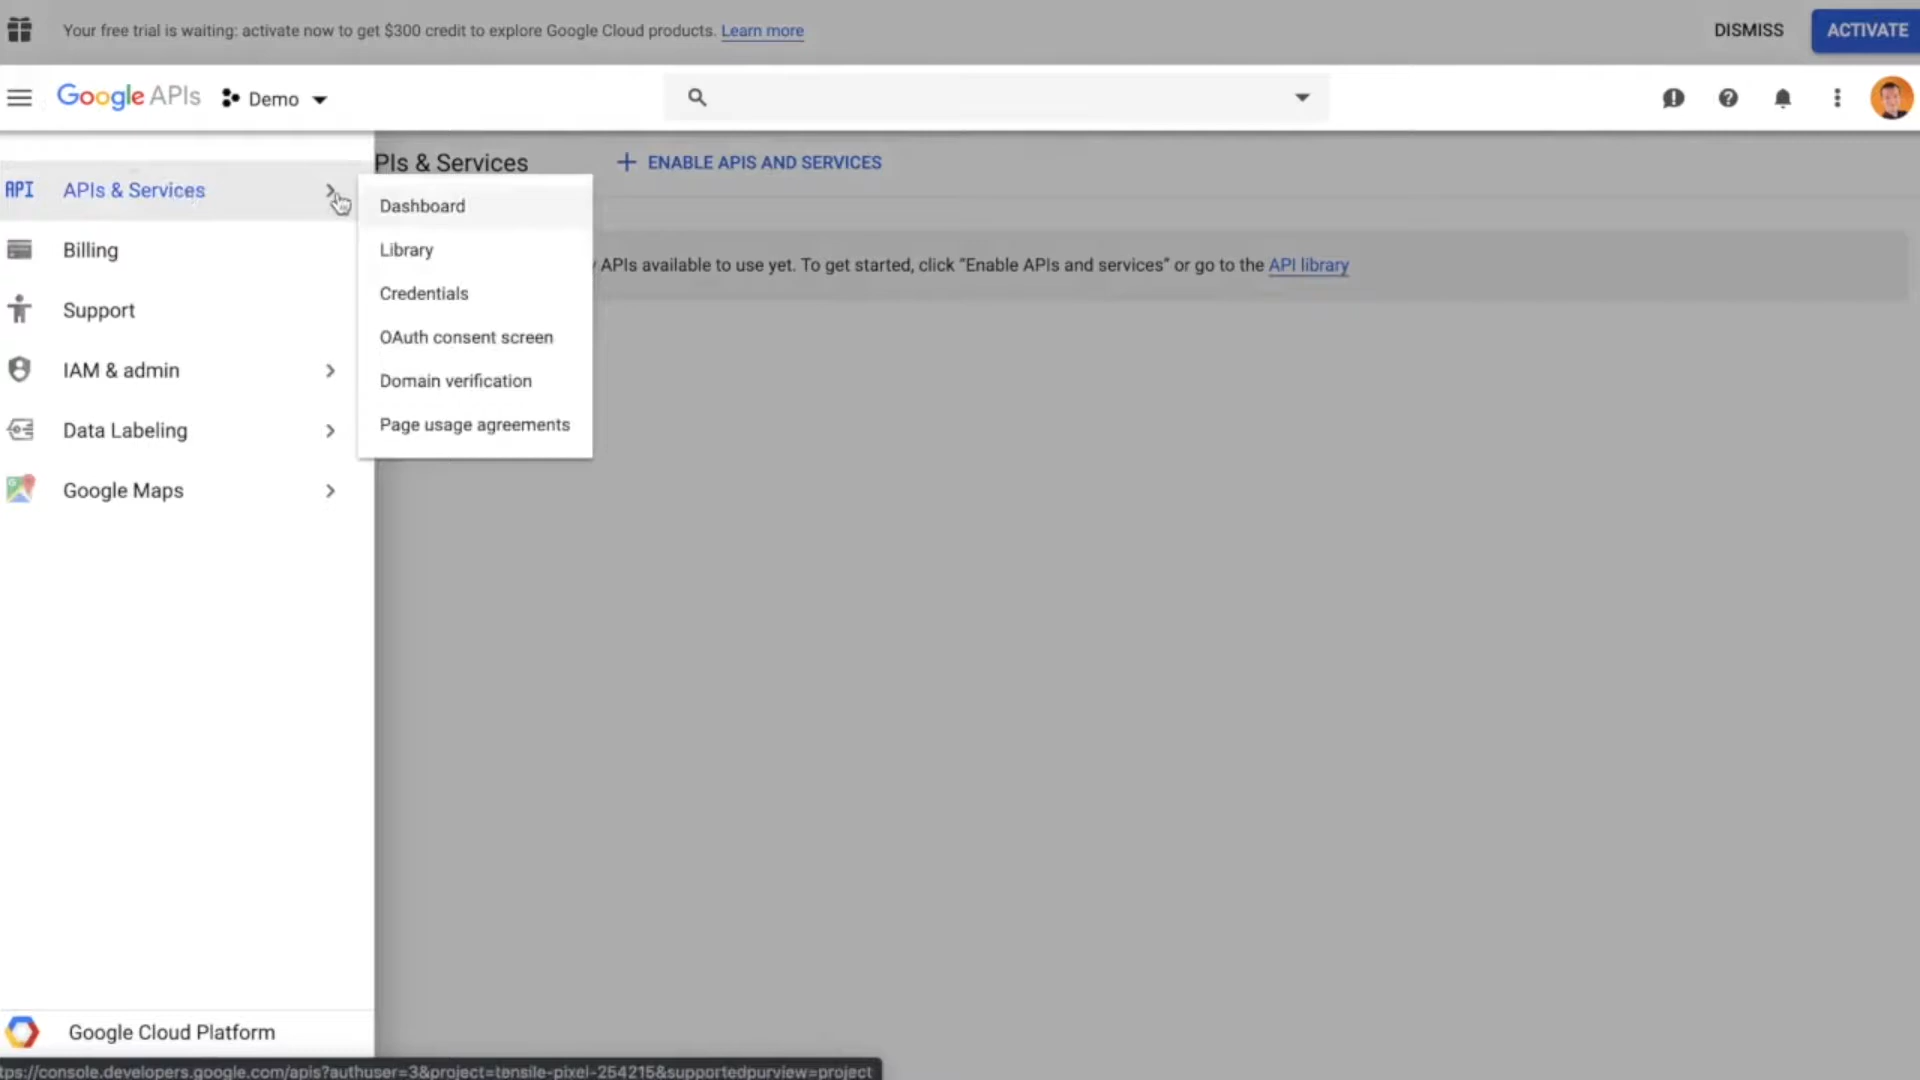 Your free trial is waiting: activate now to get $300 credit to explore Google Cloud products. Learn more
DISMISS
ACTIVATE
Google APIs
Demo
PIs & Services
ENABLE APIS AND SERVICES
API
APIs & Services
Dashboard
Billing
Library
APIs available to use yet. To get started, click “Enable APIs and services” or go to the API library
Credentials
Support
OAuth consent screen
IAM & admin
Domain verification
Data Labeling
Page usage agreements
Google Maps
Google Cloud Platform
tps://console.developers.google.com/apis?authuser=3&project=tensile-pixel-254215&supportedpurview=project